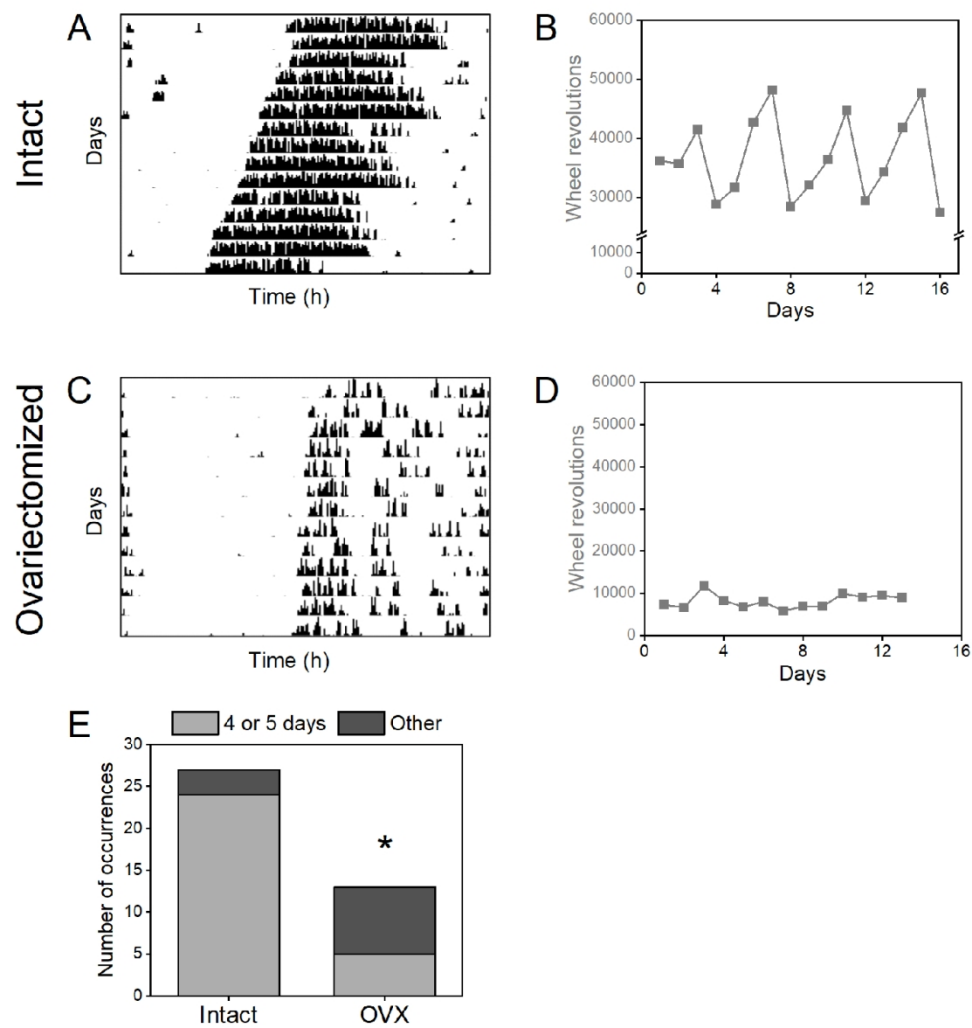 Intact
A
Days
Time (h)
B
Wheel revolutions
60000
50000
40000
30000
10000
0
0 4 8 12 16
Days
Ovariectomized
C
Days
Time (h)
D
Wheel revolutions
60000
50000
40000
30000
20000
10000
0
0 4 8 12 16
Days
E
4 or 5 days Other
Number of occurrences
30
25
20
15
10
5
0
*
Intact OVX